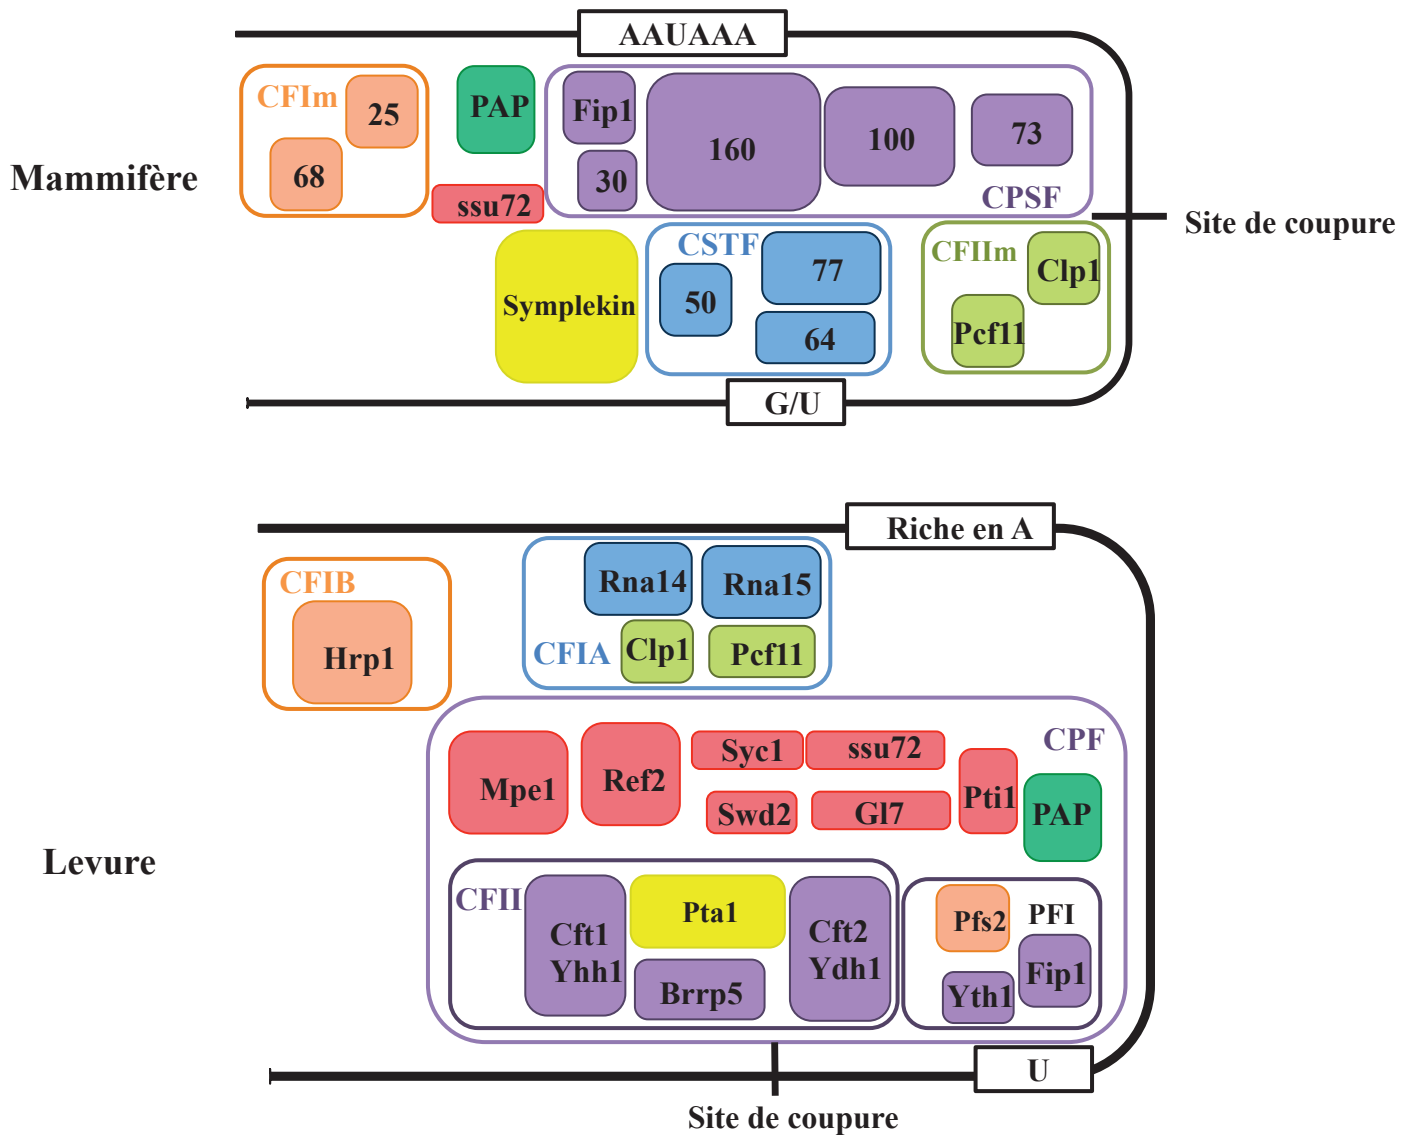 AAUAAA
CFIm
25
68
PAP
ssu72
Fip1
30
160
100
73
CPSF
Mammifère
Site de coupure
Symplekin
CSTF
50
77
64
CFIIm
Clp1
Pcf11
G/U
Riche en A
CFIB
Hrp1
Rna14
Rna15
CFIA
Clp1
Pcf11
CPF
Mpe1
Ref2
Syc1
ssu72
Swd2
Gl7
Pti1
PAP
Levure
CFII
Cft1
Yhh1
Pta1
Brrp5
Cft2
Ydh1
Pfs2
PFI
Yth1
Fip1
U
Site de coupure